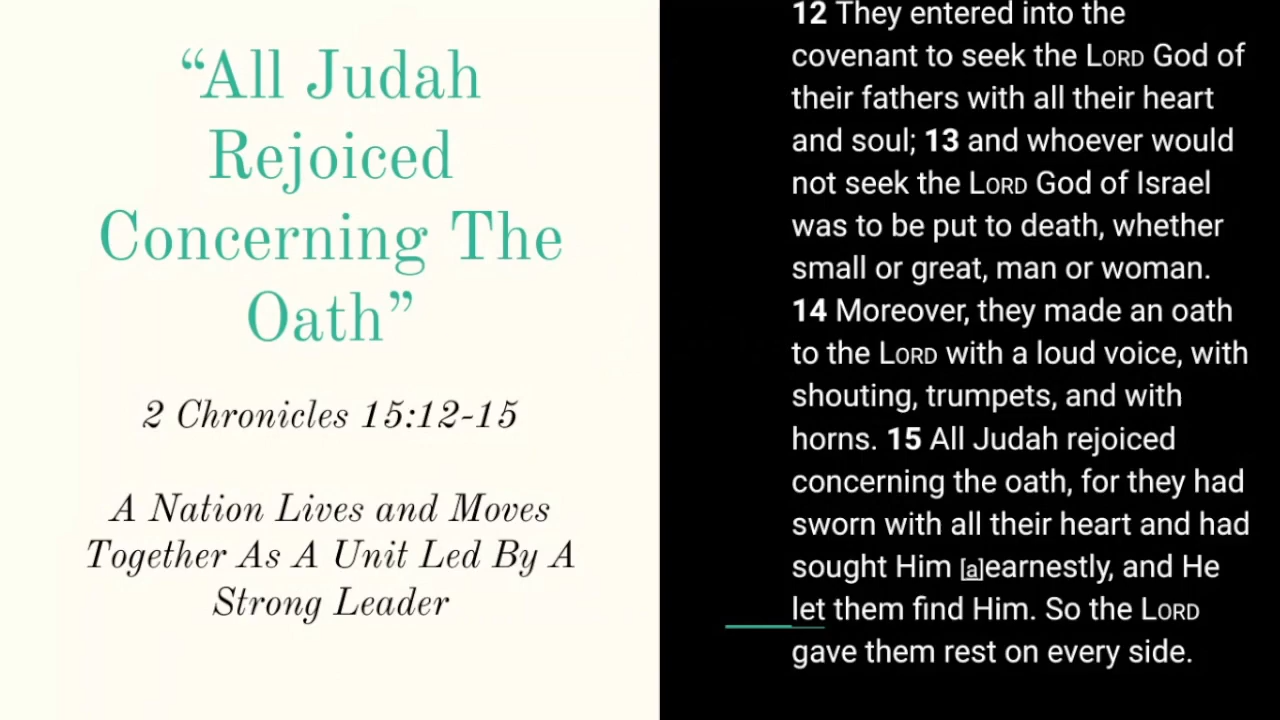 “All Judah
Rejoiced
Concerning The
Oath”
2 Chronicles 15:12-15
A Nation Lives and Moves
Together As A Unit Led By A
Strong Leader
12 They entered into the
covenant to seek the LORD God of
their fathers with all their heart
and soul; 13 and whoever would
not seek the LORD God of Israel
was to be put to death, whether
small or great, man or woman.
14 Moreover, they made an oath
to the LORD with a loud voice, with
shouting, trumpets, and with
horns. 15 All Judah rejoiced
concerning the oath, for they had
sworn with all their heart and had
sought Him [a]earnestly, and He
let them find Him. So the LORD
gave them rest on every side.